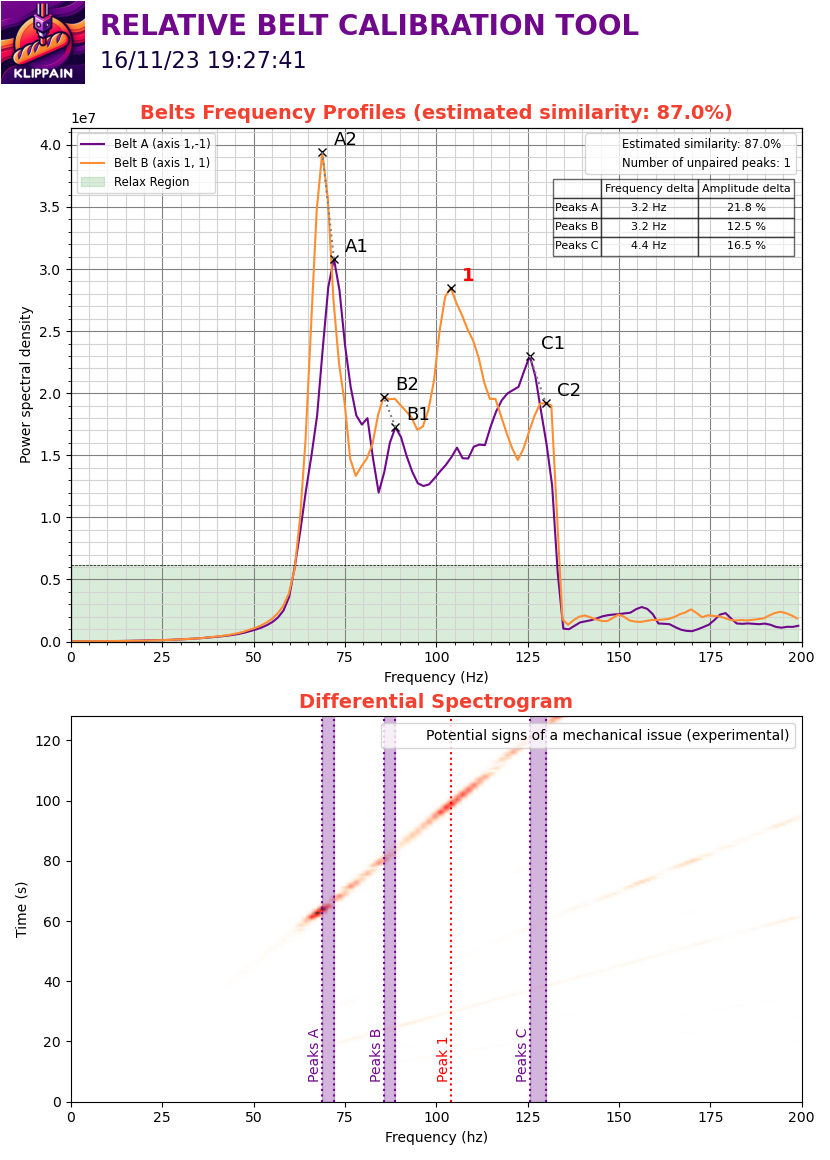 KLIPPAIN
RELATIVE BELT CALIBRATION TOOL
16/11/23 19:27:41
Belts Frequency Profiles (estimated similarity: 87.0%)
1e7
Belt A (axis 1,-1)
Belt B (axis 1, 1)
Relax Region
Estimated similarity: 87.0%
Number of unpaired peaks: 1
Frequency delta Amplitude delta
Peaks A 3.2 Hz 21.8 %
Peaks B 3.2 Hz 12.5 %
Peaks C 4.4 Hz 16.5 %
A2
A1
1
B2
B1
C1
C2
4.0
3.5
3.0
2.5
2.0
1.5
1.0
0.5
0.0
Power spectral density
0 25 50 75 100 125 150 175 200
Frequency (Hz)
Differential Spectrogram
Potential signs of a mechanical issue (experimental)
120
100
80
60
40
20
0
Time (s)
Peaks A
Peaks B
Peak 1
Peaks C
0 25 50 75 100 125 150 175 200
Frequency (hz)